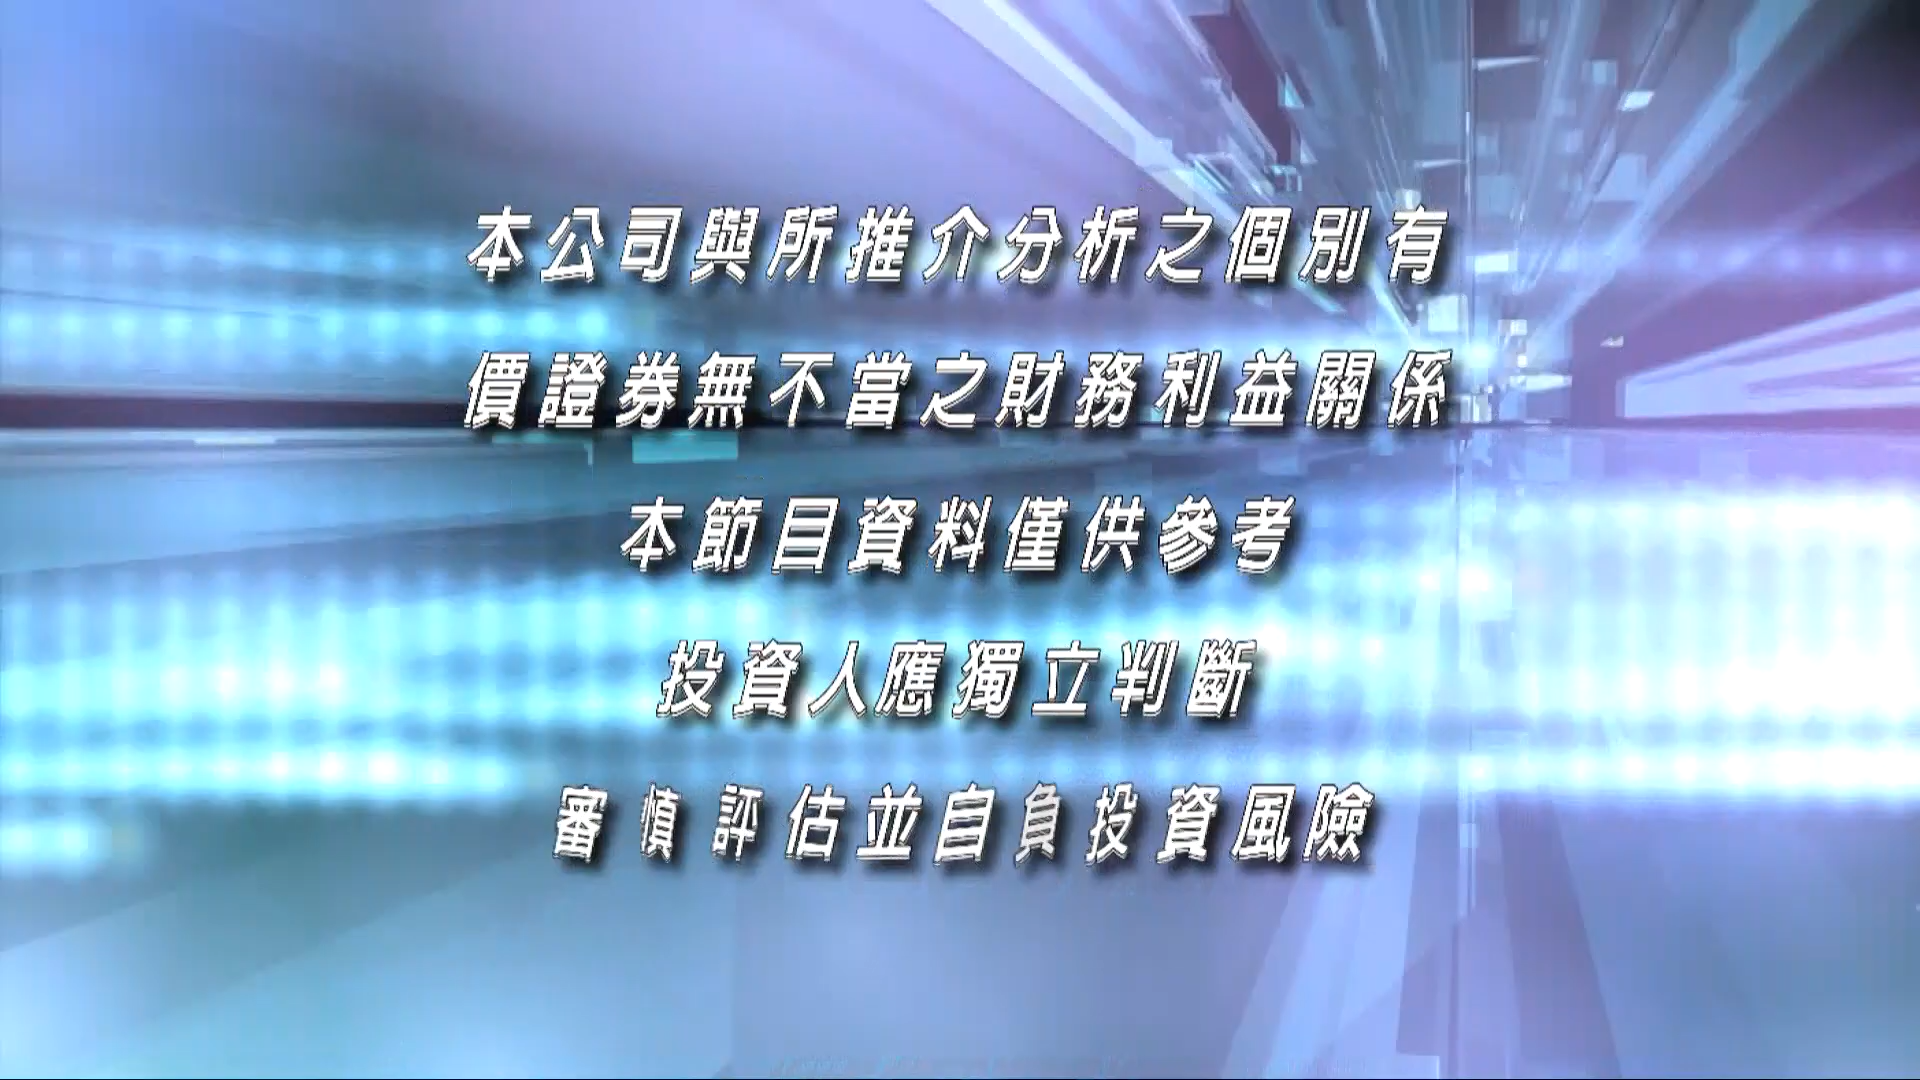 本公司與所推介分析之個別有
價證券無不當之財務利益關係
本節目資料僅供參考
投資人應獨立判斷
審慎評估並自負投資風險